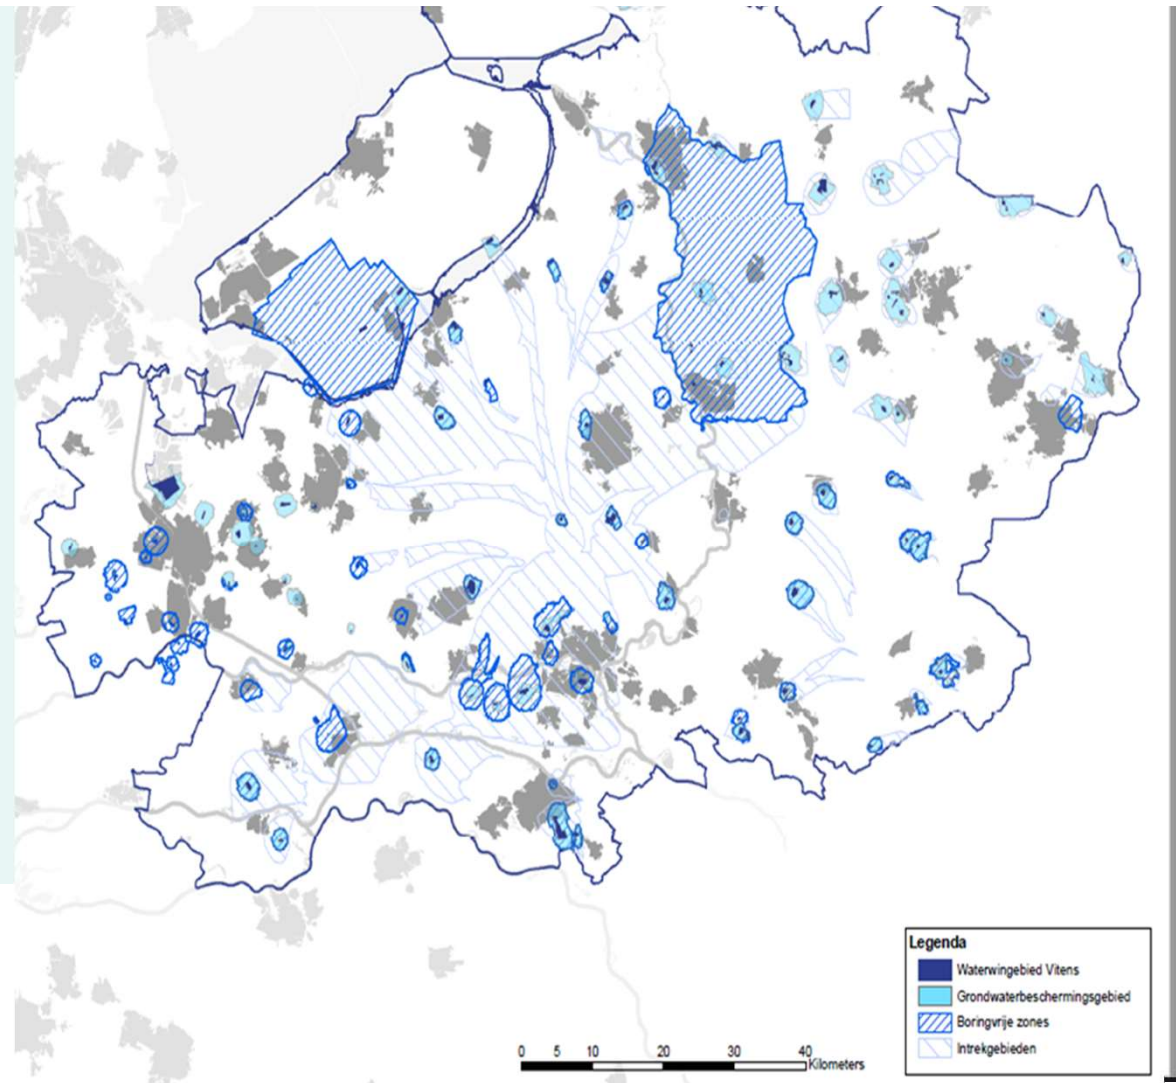 Legenda
Waterwingebied Vitens
Grondwaterbeschermingsgebied
Boringvrije zones
Intrekgebieden
0 5 10 20 30 40
Kilometers